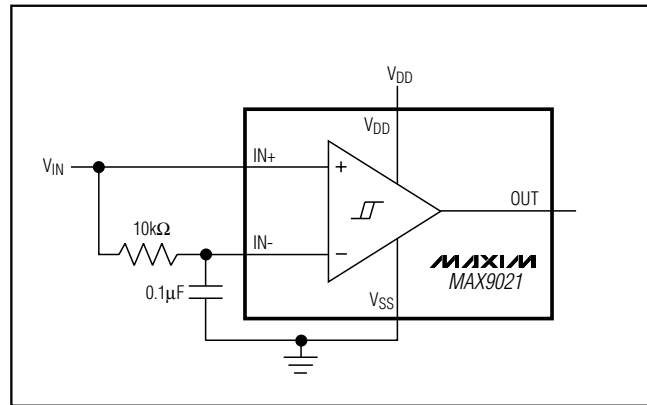 VDD
VDD
VIN
IN+
+
OUT
10kΩ
IN-
−
MAXIM
MAX9021
0.1µF
VSS